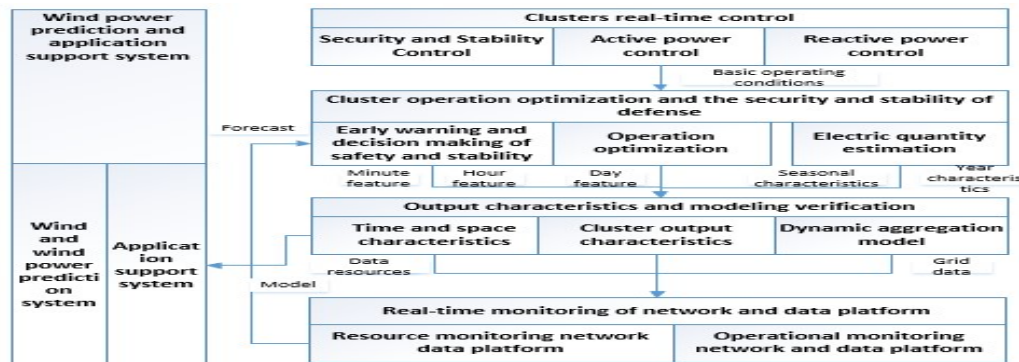 Wind power
prediction and
application
support system
Wind
and
wind
power
predicti
on
system
Applicat
ion
support
system
Clusters real-time control
Security and Stability
Control
Active power
control
Reactive power
control
Basic operating
conditions
Cluster operation optimization and the security and stability of
defense
Forecast
Early warning and
decision making of
safety and stability
Operation
optimization
Electric quantity
estimation
Minute
feature
Hour
feature
Day
feature
Seasonal
characteristics
Year
characteris
tics
Output characteristics and modeling verification
Time and space
characteristics
Cluster output
characteristics
Dynamic aggregation
model
Data
resources
Grid
data
Model
Real-time monitoring of network and data platform
Resource monitoring network
data platform
Operational monitoring
network and data platform